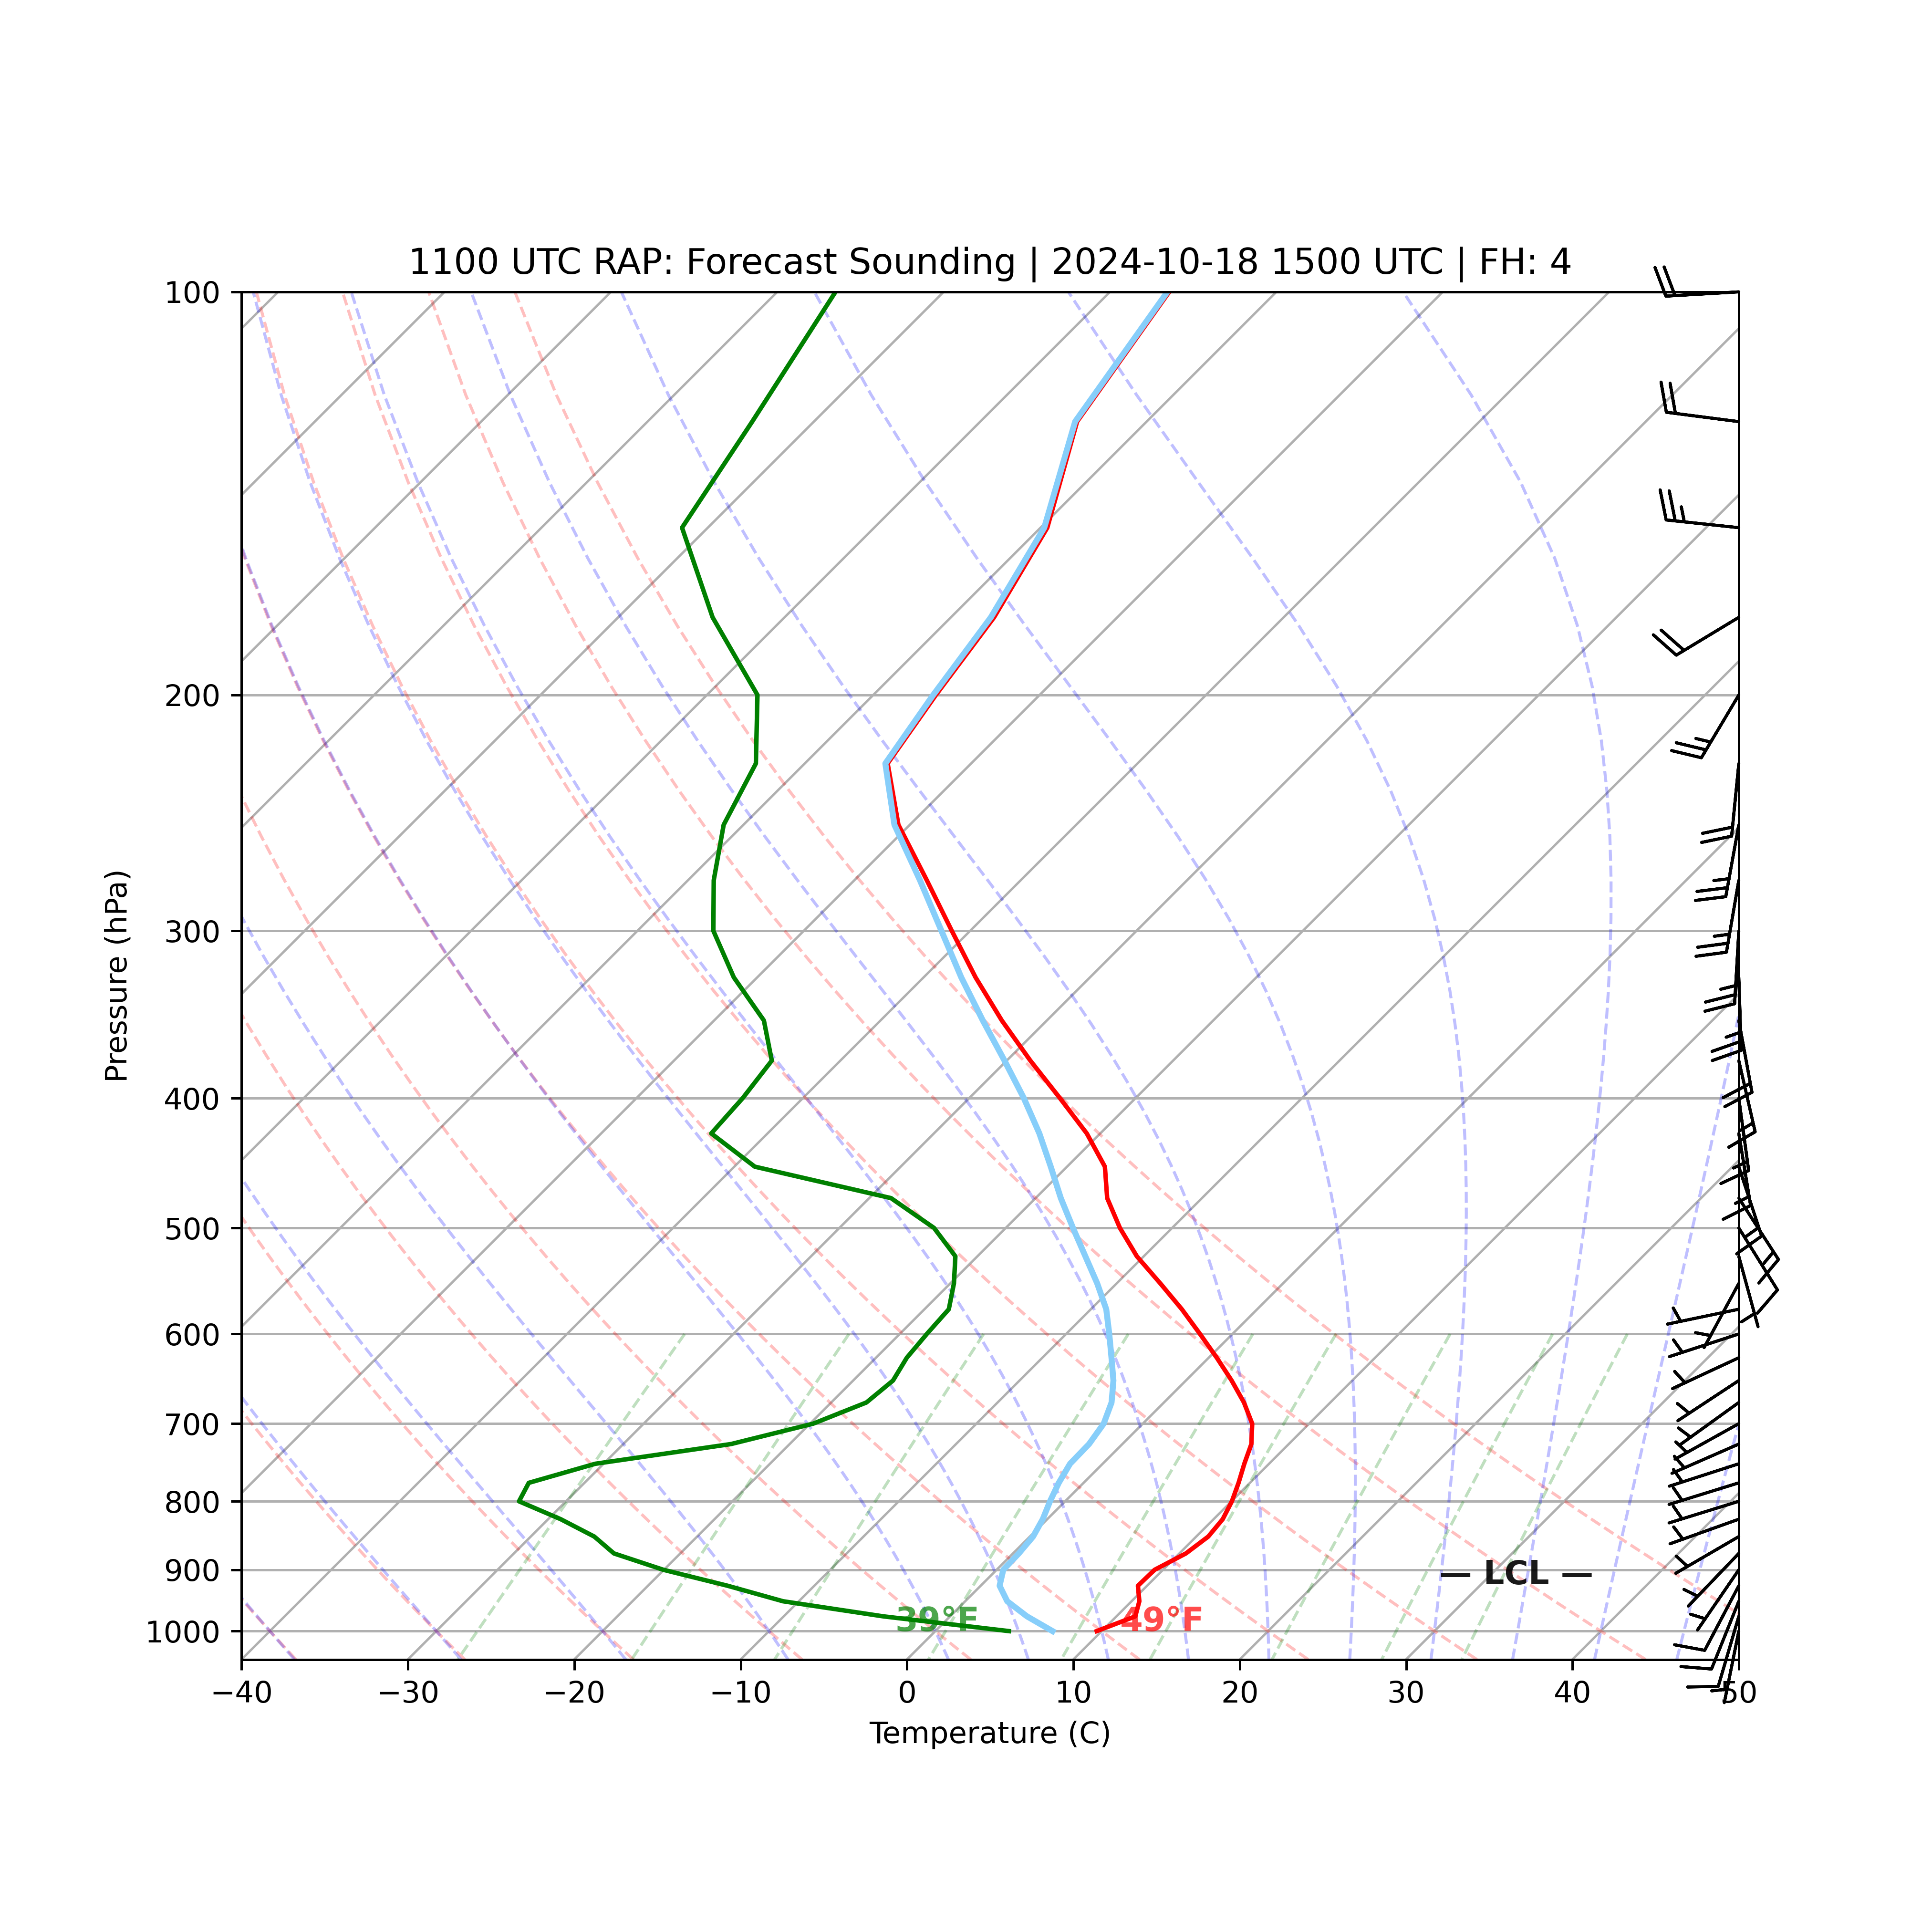 1100 UTC RAP: Forecast Sounding | 2024-10-18 1500 UTC | FH: 4
100
200
300
400
500
600
700
800
900
1000
Pressure (hPa)
— LCL —
39°F 49°F
−40 −30 −20 −10 0 10 20 30 40 50
Temperature (C)